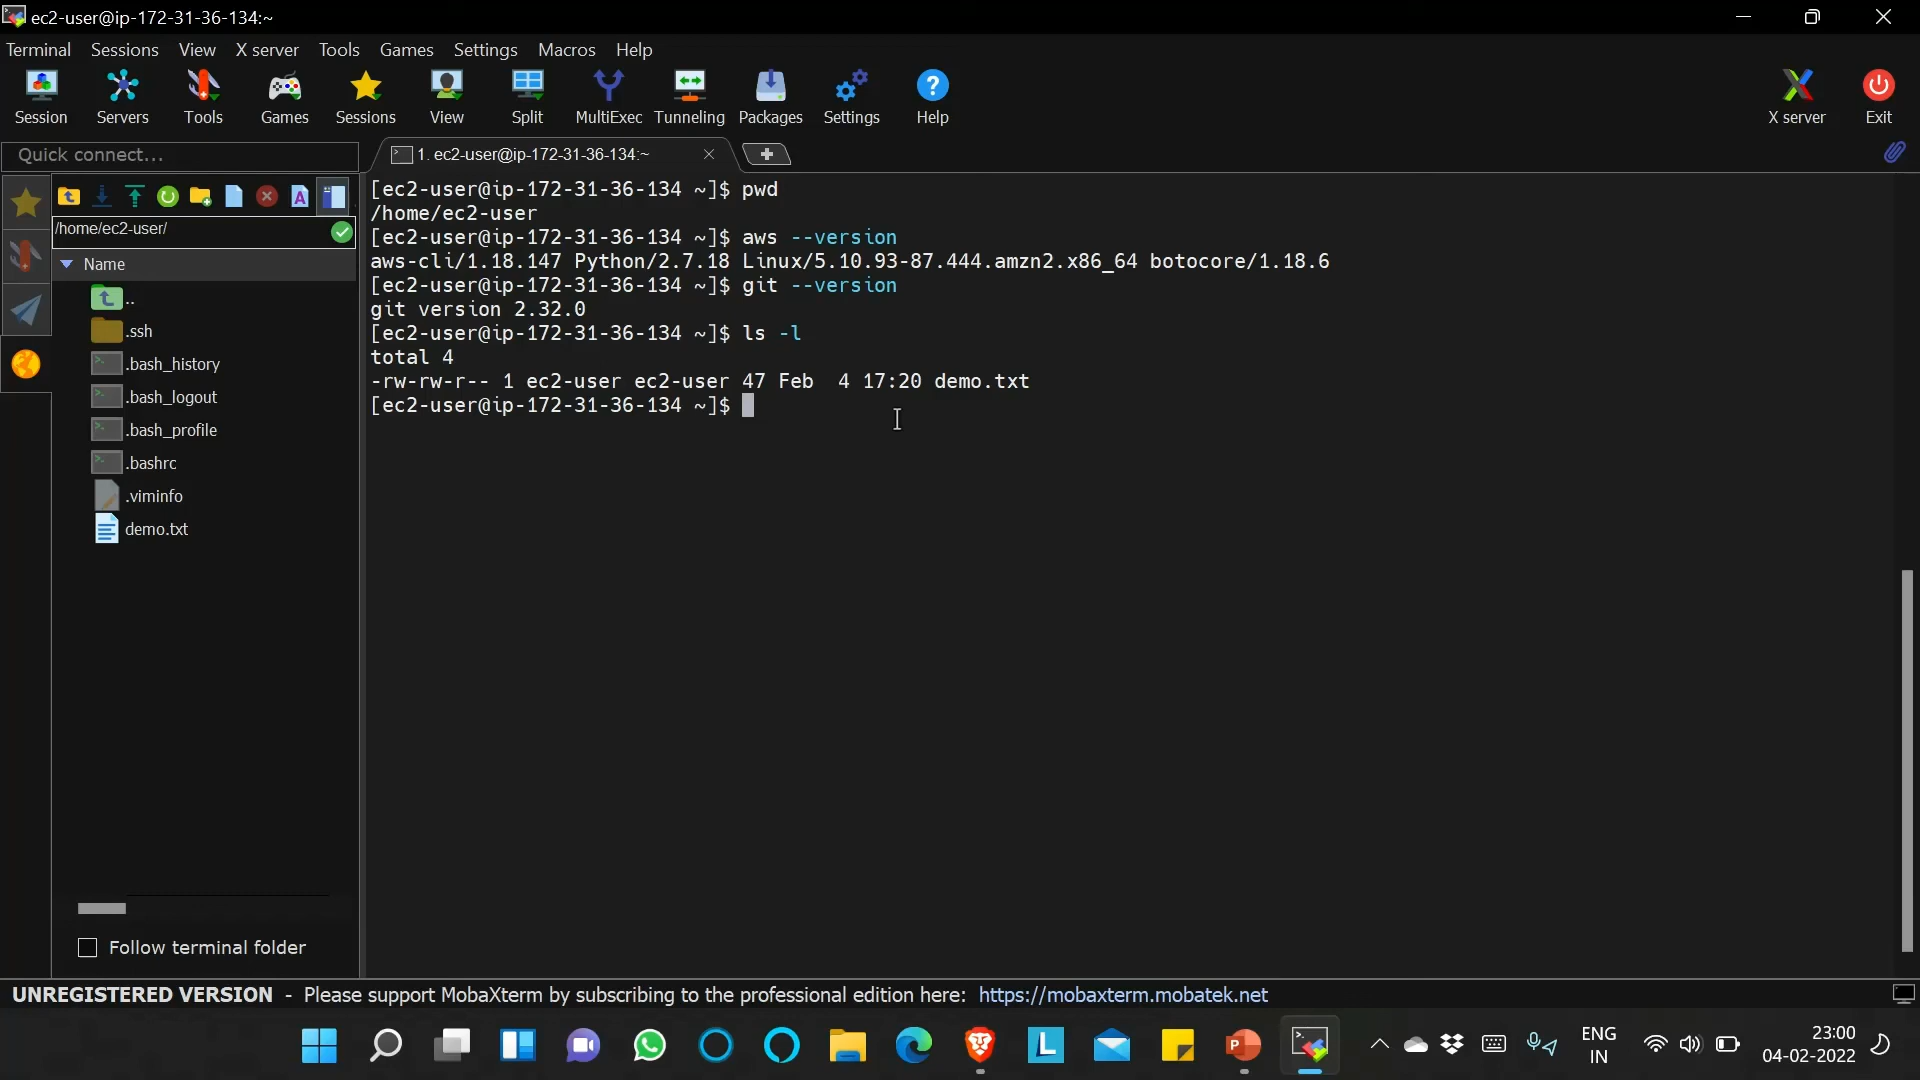 ec2-user@ip-172-31-36-134:~
Terminal Sessions View X server Tools Games Settings Macros Help
Session Servers Tools Games Sessions View Split MultiExec Tunneling Packages Settings Help X server Exit
Quick connect...
1. ec2-user@ip-172-31-36-134:~
/home/ec2-user/
Name
..
.ssh
.bash_history
.bash_logout
.bash_profile
.bashrc
.viminfo
demo.txt
Follow terminal folder
[ec2-user@ip-172-31-36-134 ~]$ pwd
/home/ec2-user
[ec2-user@ip-172-31-36-134 ~]$ aws --version
aws-cli/1.18.147 Python/2.7.18 Linux/5.10.93-87.444.amzn2.x86_64 botocore/1.18.6
[ec2-user@ip-172-31-36-134 ~]$ git --version
git version 2.32.0
[ec2-user@ip-172-31-36-134 ~]$ ls -l
total 4
-rw-rw-r-- 1 ec2-user ec2-user 47 Feb  4 17:20 demo.txt
[ec2-user@ip-172-31-36-134 ~]$
UNREGISTERED VERSION - Please support MobaXterm by subscribing to the professional edition here: https://mobaxterm.mobatek.net
ENG
IN
23:00
04-02-2022